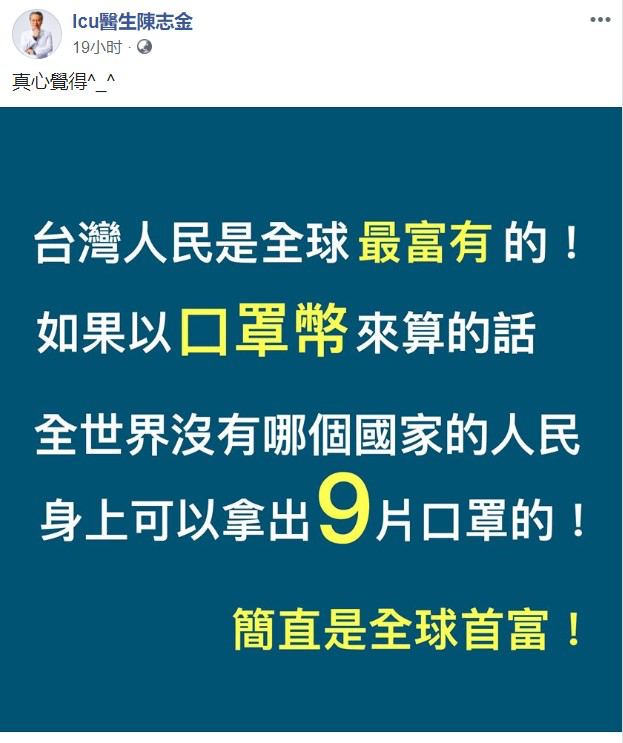 Icu醫生陳志金
19小时
真心覺得^_^
台灣人民是全球最富有的！
如果以口罩幣來算的話
全世界沒有哪個國家的人民
身上可以拿出9片口罩的！
簡直是全球首富！